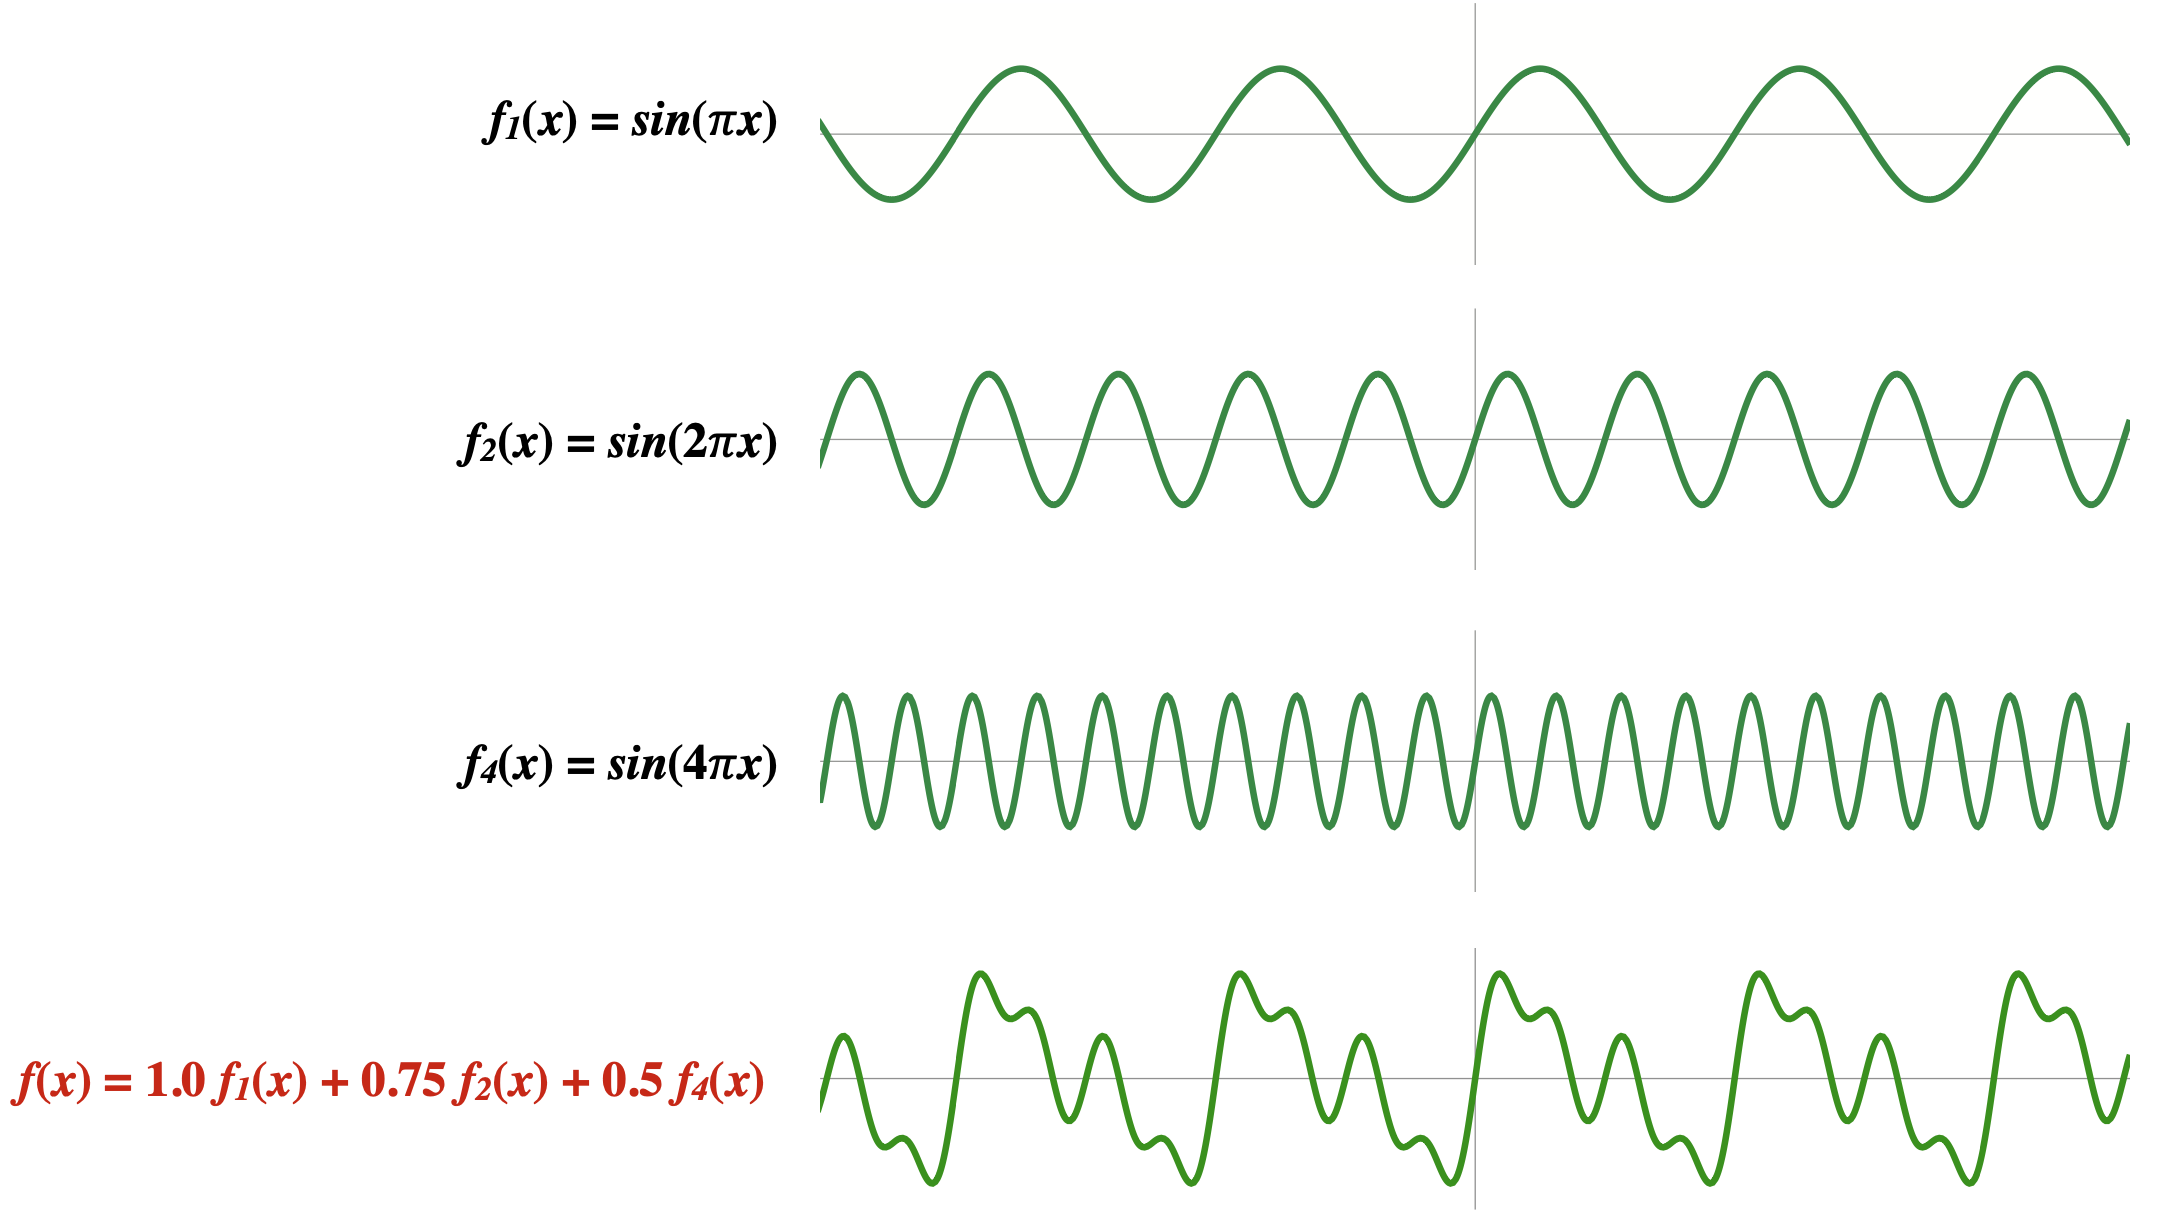 f₁(x) = sin(πx)
f₂(x) = sin(2πx)
f₄(x) = sin(4πx)
f(x) = 1.0 f₁(x) + 0.75 f₂(x) + 0.5 f₄(x)